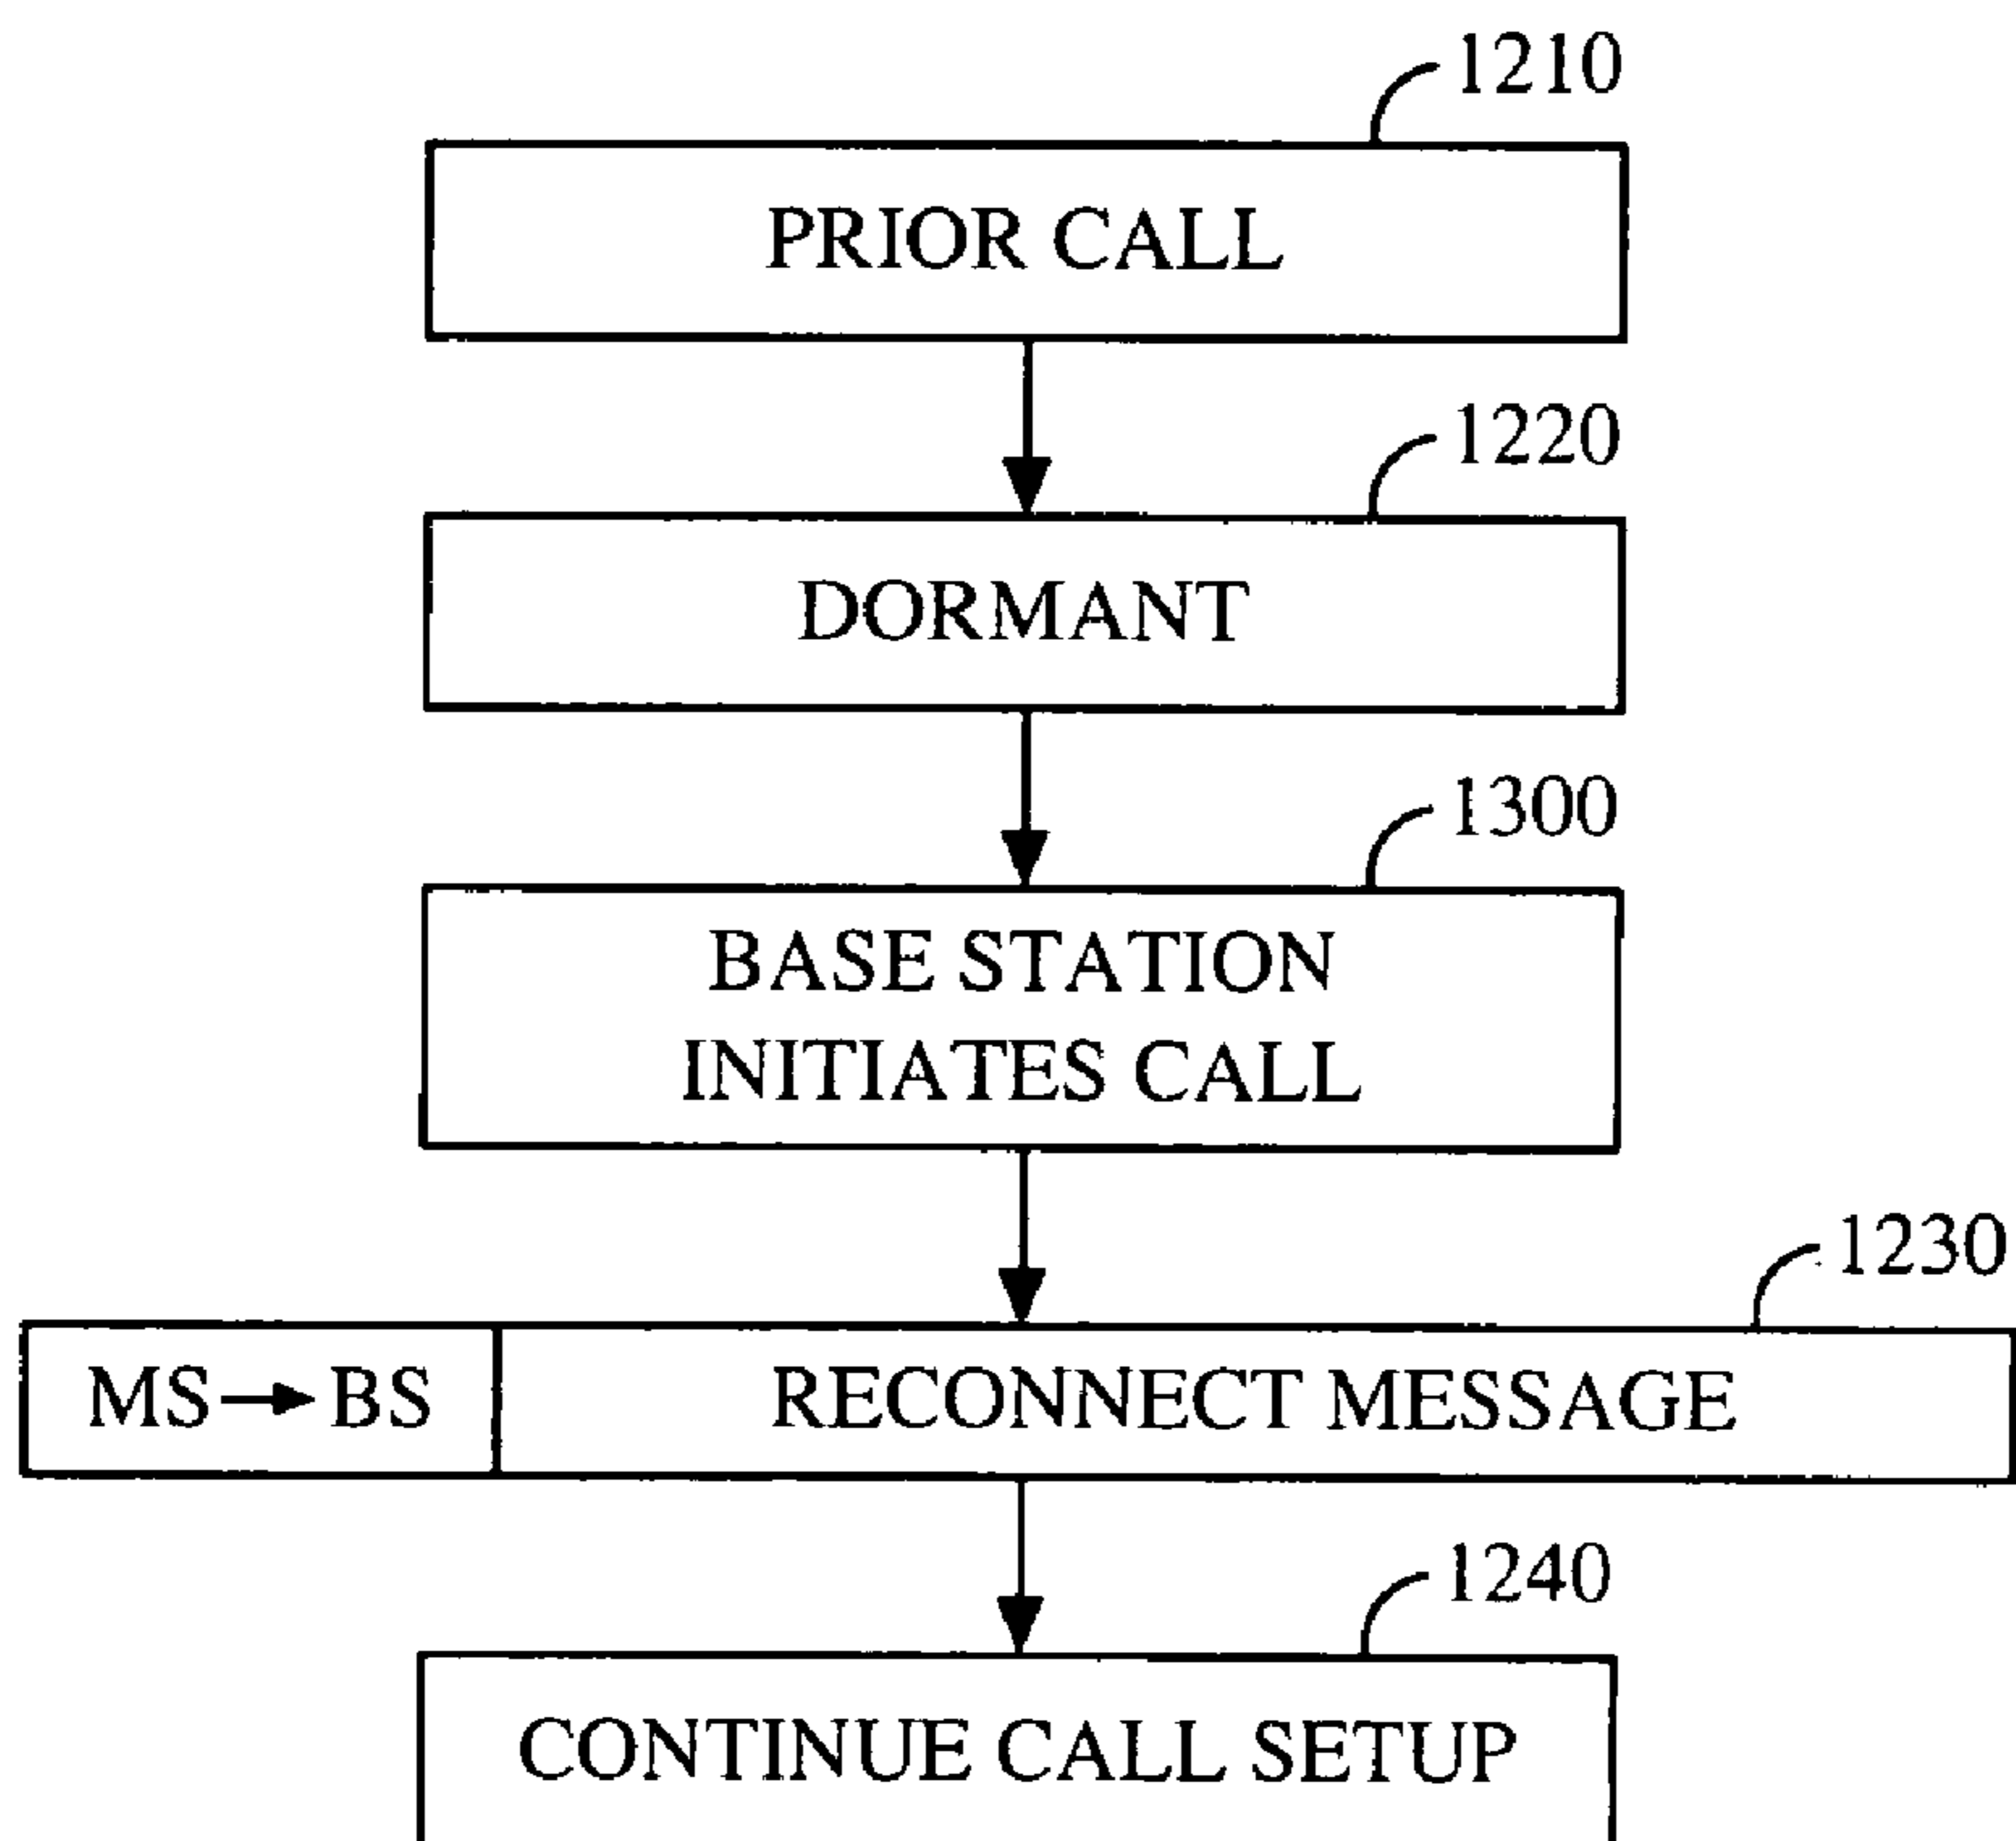 1210
PRIOR CALL
1220
DORMANT
1300
BASE STATION
INITIATES CALL
1230
MS→BS RECONNECT MESSAGE
1240
CONTINUE CALL SETUP